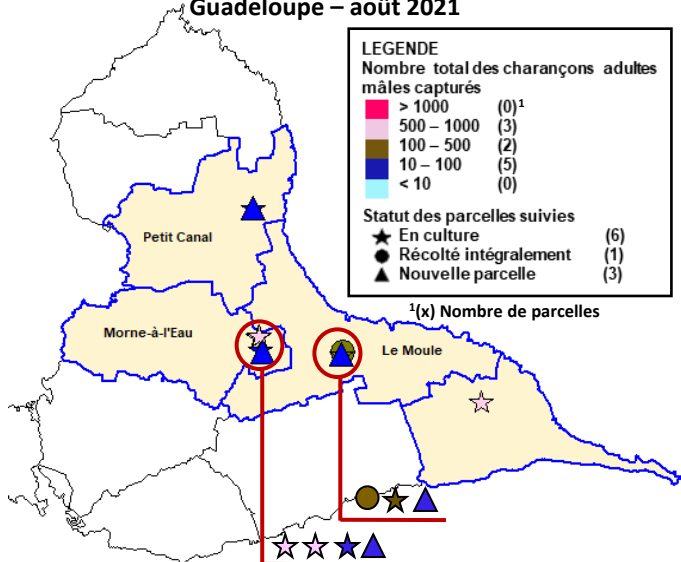 Guadeloupe – août 2021
LEGENDE
Nombre total des charançons adultes
mâles capturés
> 1000 (0)¹
500 – 1000 (3)
100 – 500 (2)
10 – 100 (5)
< 10 (0)
Statut des parcelles suivies
En culture (6)
Récolté intégralement (1)
Nouvelle parcelle (3)
¹(x) Nombre de parcelles
Petit Canal
Morne-à-l'Eau
Le Moule